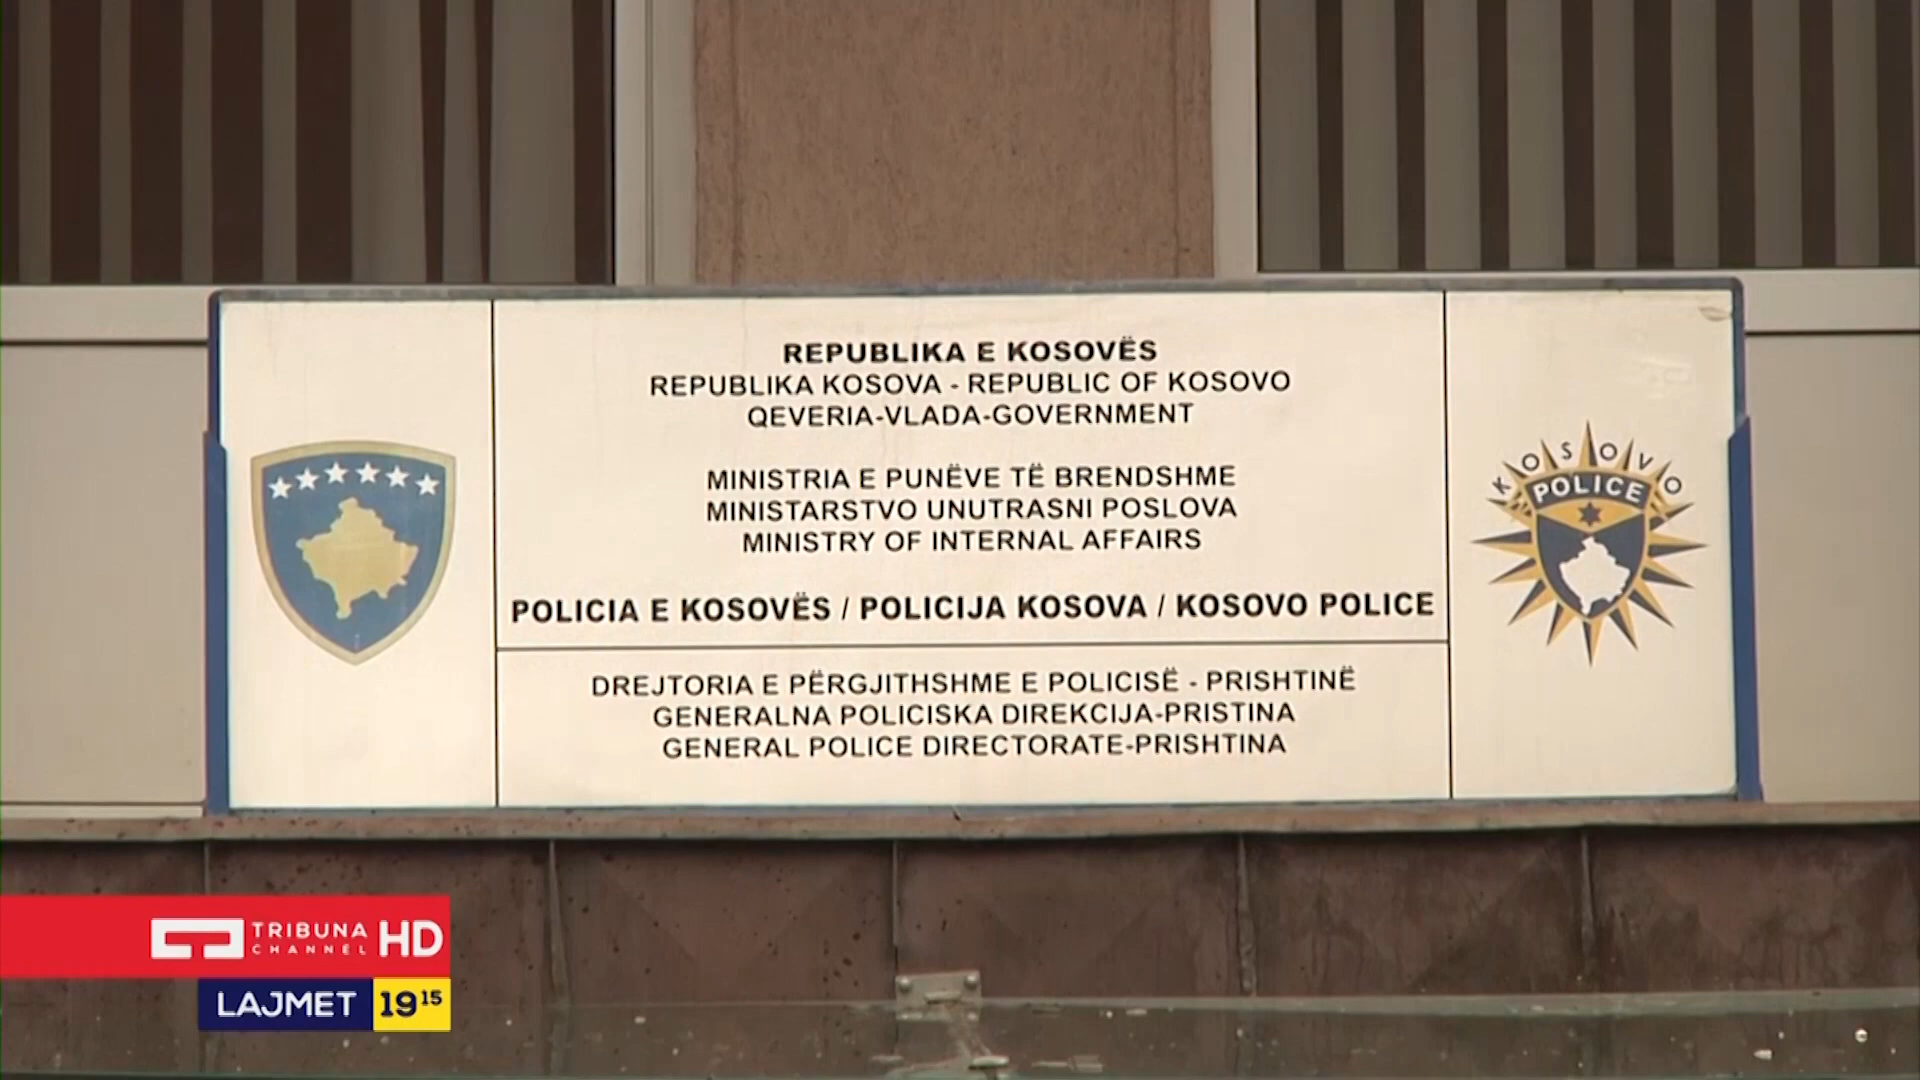 REPUBLIKA E KOSOVËS
REPUBLIKA KOSOVA - REPUBLIC OF KOSOVO
QEVERIA-VLADA-GOVERNMENT
MINISTRIA E PUNËVE TË BRENDSHME
MINISTARSTVO UNUTRASNI POSLOVA
MINISTRY OF INTERNAL AFFAIRS
POLICIA E KOSOVËS / POLICIJA KOSOVA / KOSOVO POLICE
DREJTORIA E PËRGJITHSHME E POLICISË - PRISHTINË
GENERALNA POLICISKA DIREKCIJA-PRISTINA
GENERAL POLICE DIRECTORATE-PRISHTINA
KOSOVO
POLICE
TRIBUNA
CHANNEL
HD
LAJMET 19 15